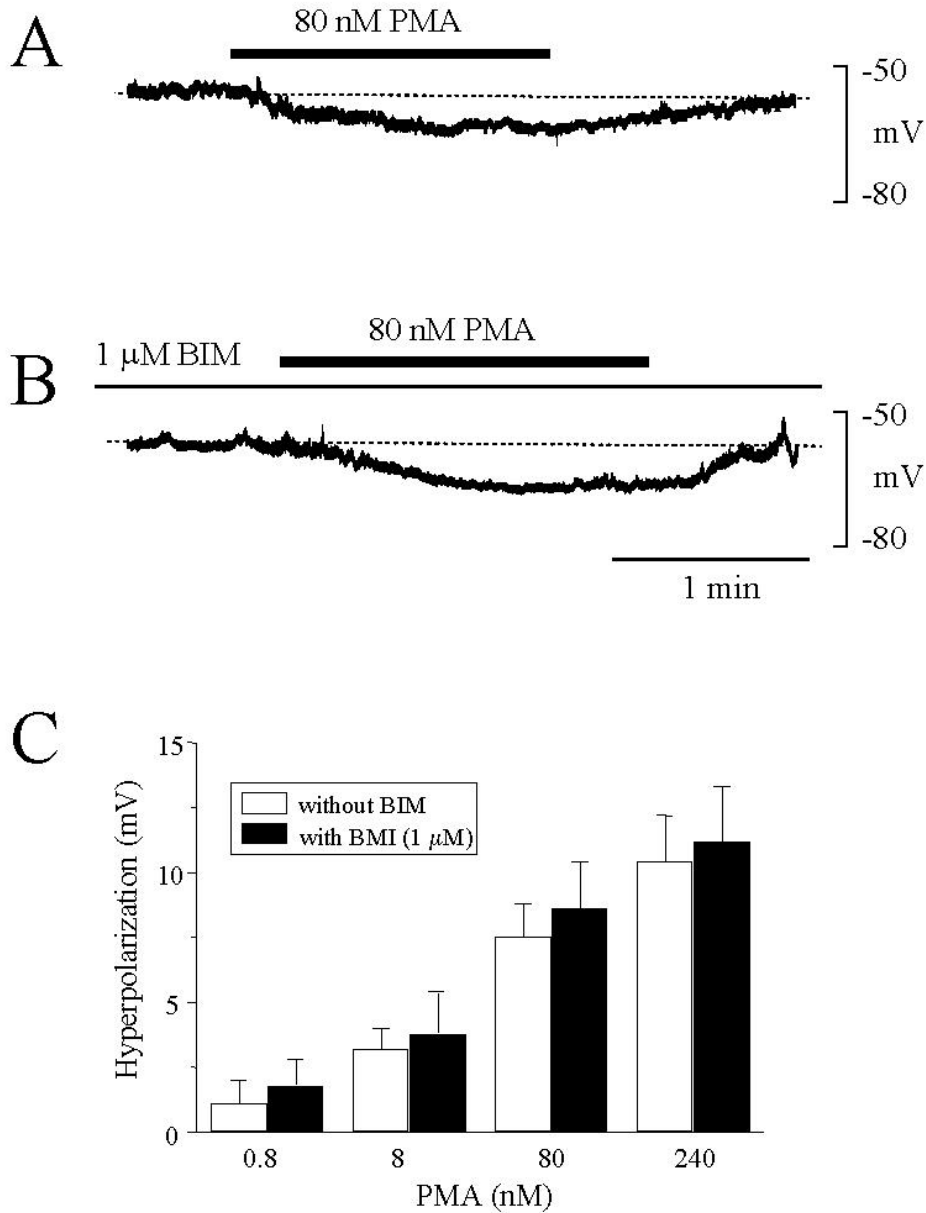 A
80 nM PMA
-50
mV
-80
B
1 μM BIM
80 nM PMA
-50
mV
-80
1 min
C
Hyperpolarization (mV)
15
10
5
0
without BIM
with BMI (1 μM)
0.8 8 80 240
PMA (nM)